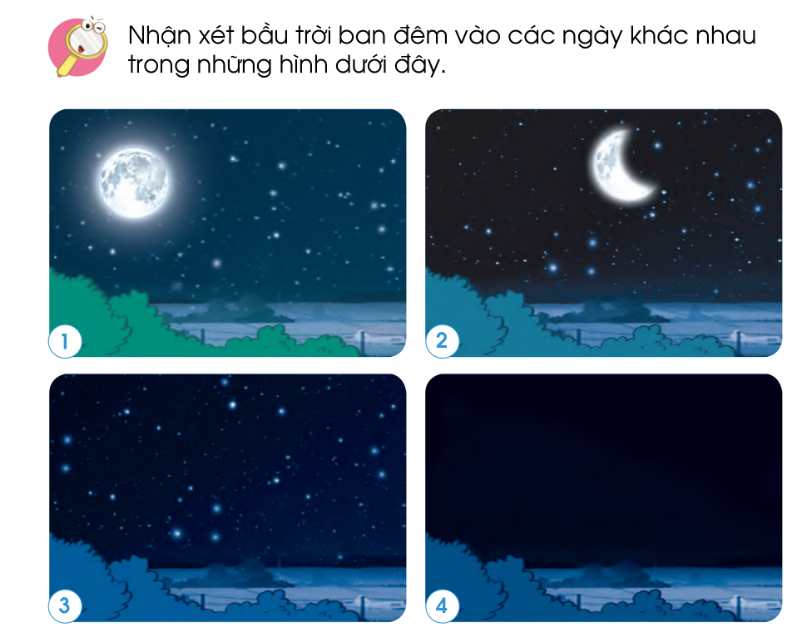 Nhận xét bầu trời ban đêm vào các ngày khác nhau
trong những hình dưới đây.
1
2
3
4